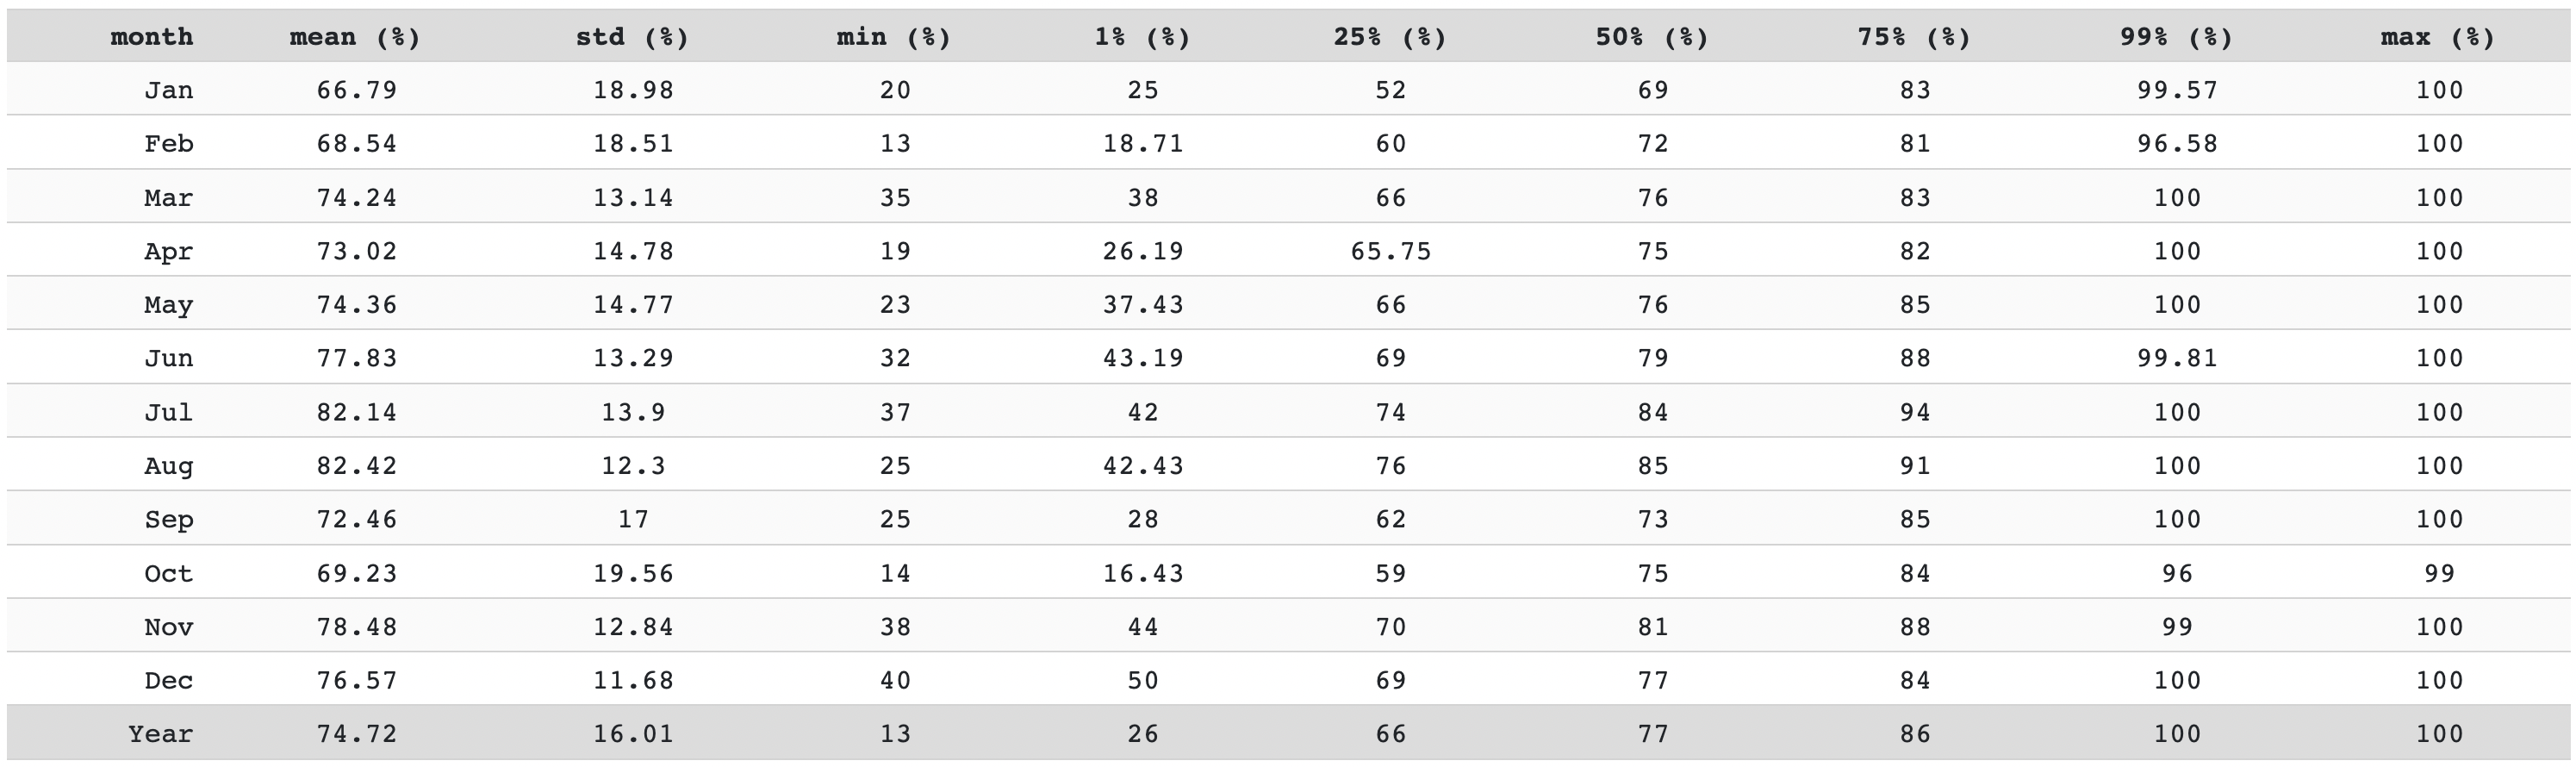 month mean (%) std (%) min (%) 1% (%) 25% (%) 50% (%) 75% (%) 99% (%) max (%)
Jan 66.79 18.98 20 25 52 69 83 99.57 100
Feb 68.54 18.51 13 18.71 60 72 81 96.58 100
Mar 74.24 13.14 35 38 66 76 83 100 100
Apr 73.02 14.78 19 26.19 65.75 75 82 100 100
May 74.36 14.77 23 37.43 66 76 85 100 100
Jun 77.83 13.29 32 43.19 69 79 88 99.81 100
Jul 82.14 13.9 37 42 74 84 94 100 100
Aug 82.42 12.3 25 42.43 76 85 91 100 100
Sep 72.46 17 25 28 62 73 85 100 100
Oct 69.23 19.56 14 16.43 59 75 84 96 99
Nov 78.48 12.84 38 44 70 81 88 99 100
Dec 76.57 11.68 40 50 69 77 84 100 100
Year 74.72 16.01 13 26 66 77 86 100 100